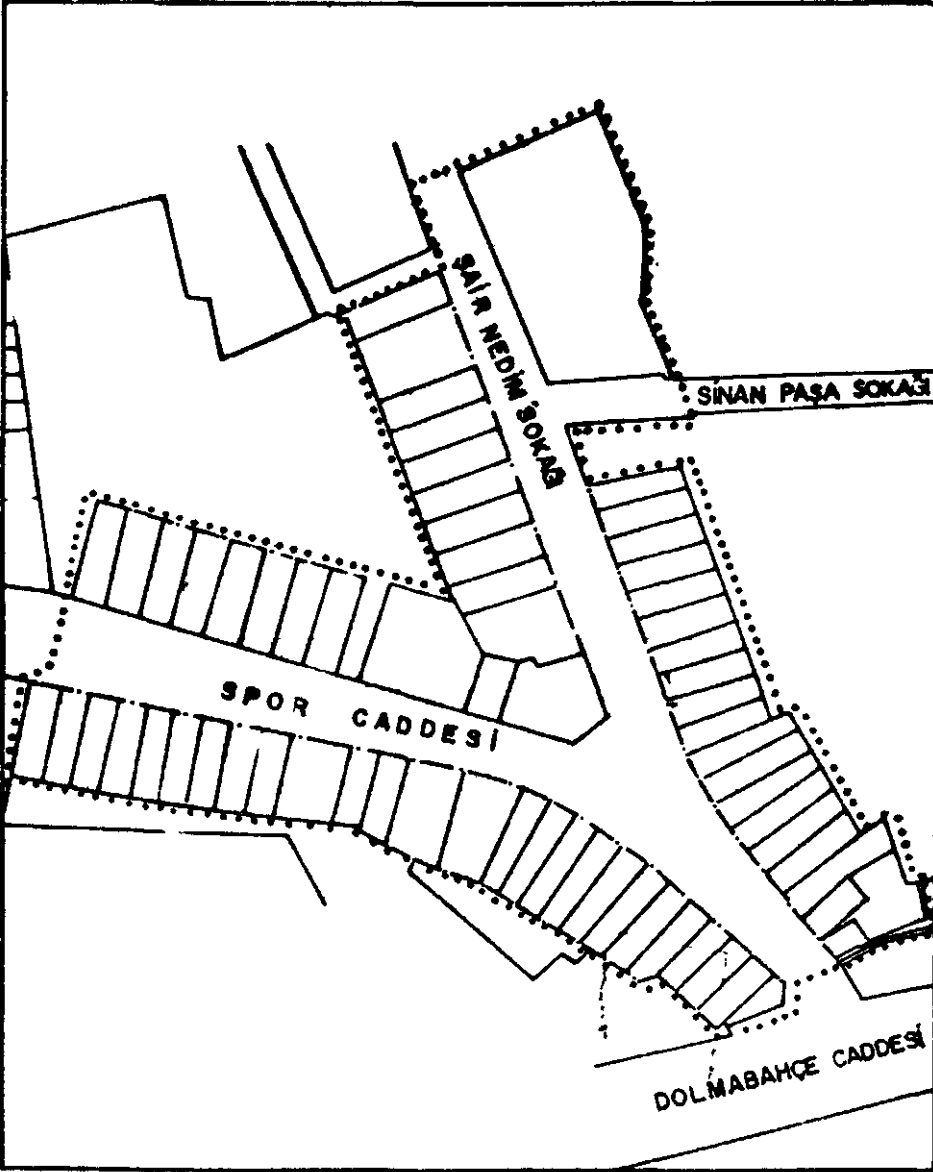 ŞAİR NEDİM SOKAĞI
SİNAN PAŞA SOKAĞI
SPOR CADDESİ
DOLMABAHÇE CADDESİ